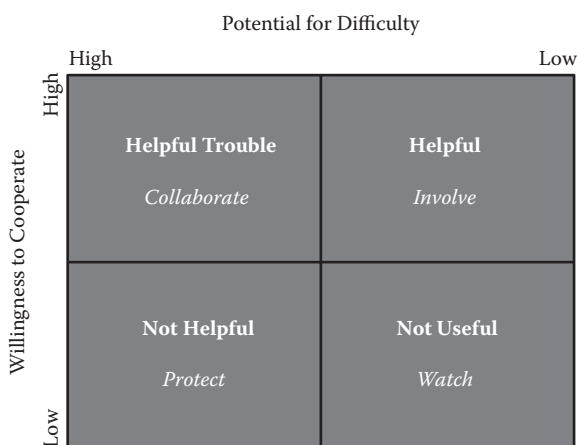 Potential for Difficulty
High Low
High
Willingness to Cooperate
Helpful Trouble
Collaborate
Helpful
Involve
Not Helpful
Protect
Not Useful
Watch
Low